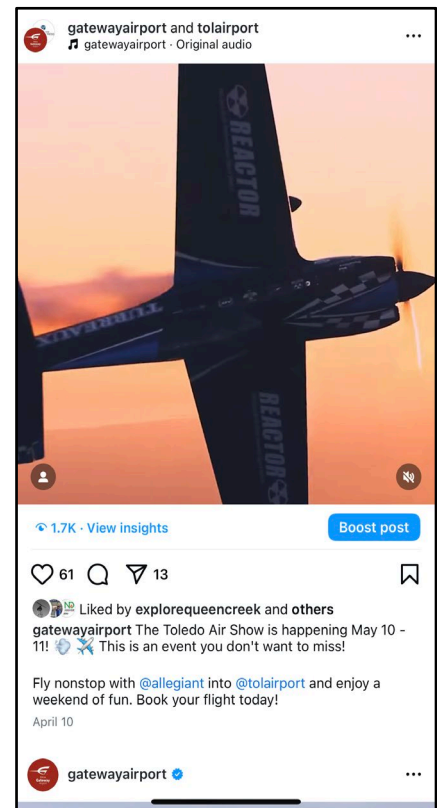 gatewayairport and tolairport
gatewayairport · Original audio
REACTOR
TURREAUX
REACTOR
1.7K · View insights
Boost post
61
13
Liked by explorequeencreek and others
gatewayairport The Toledo Air Show is happening May 10 -
11! 💨 ✈️ This is an event you don't want to miss!
Fly nonstop with @allegiant into @tolairport and enjoy a
weekend of fun. Book your flight today!
April 10
gatewayairport